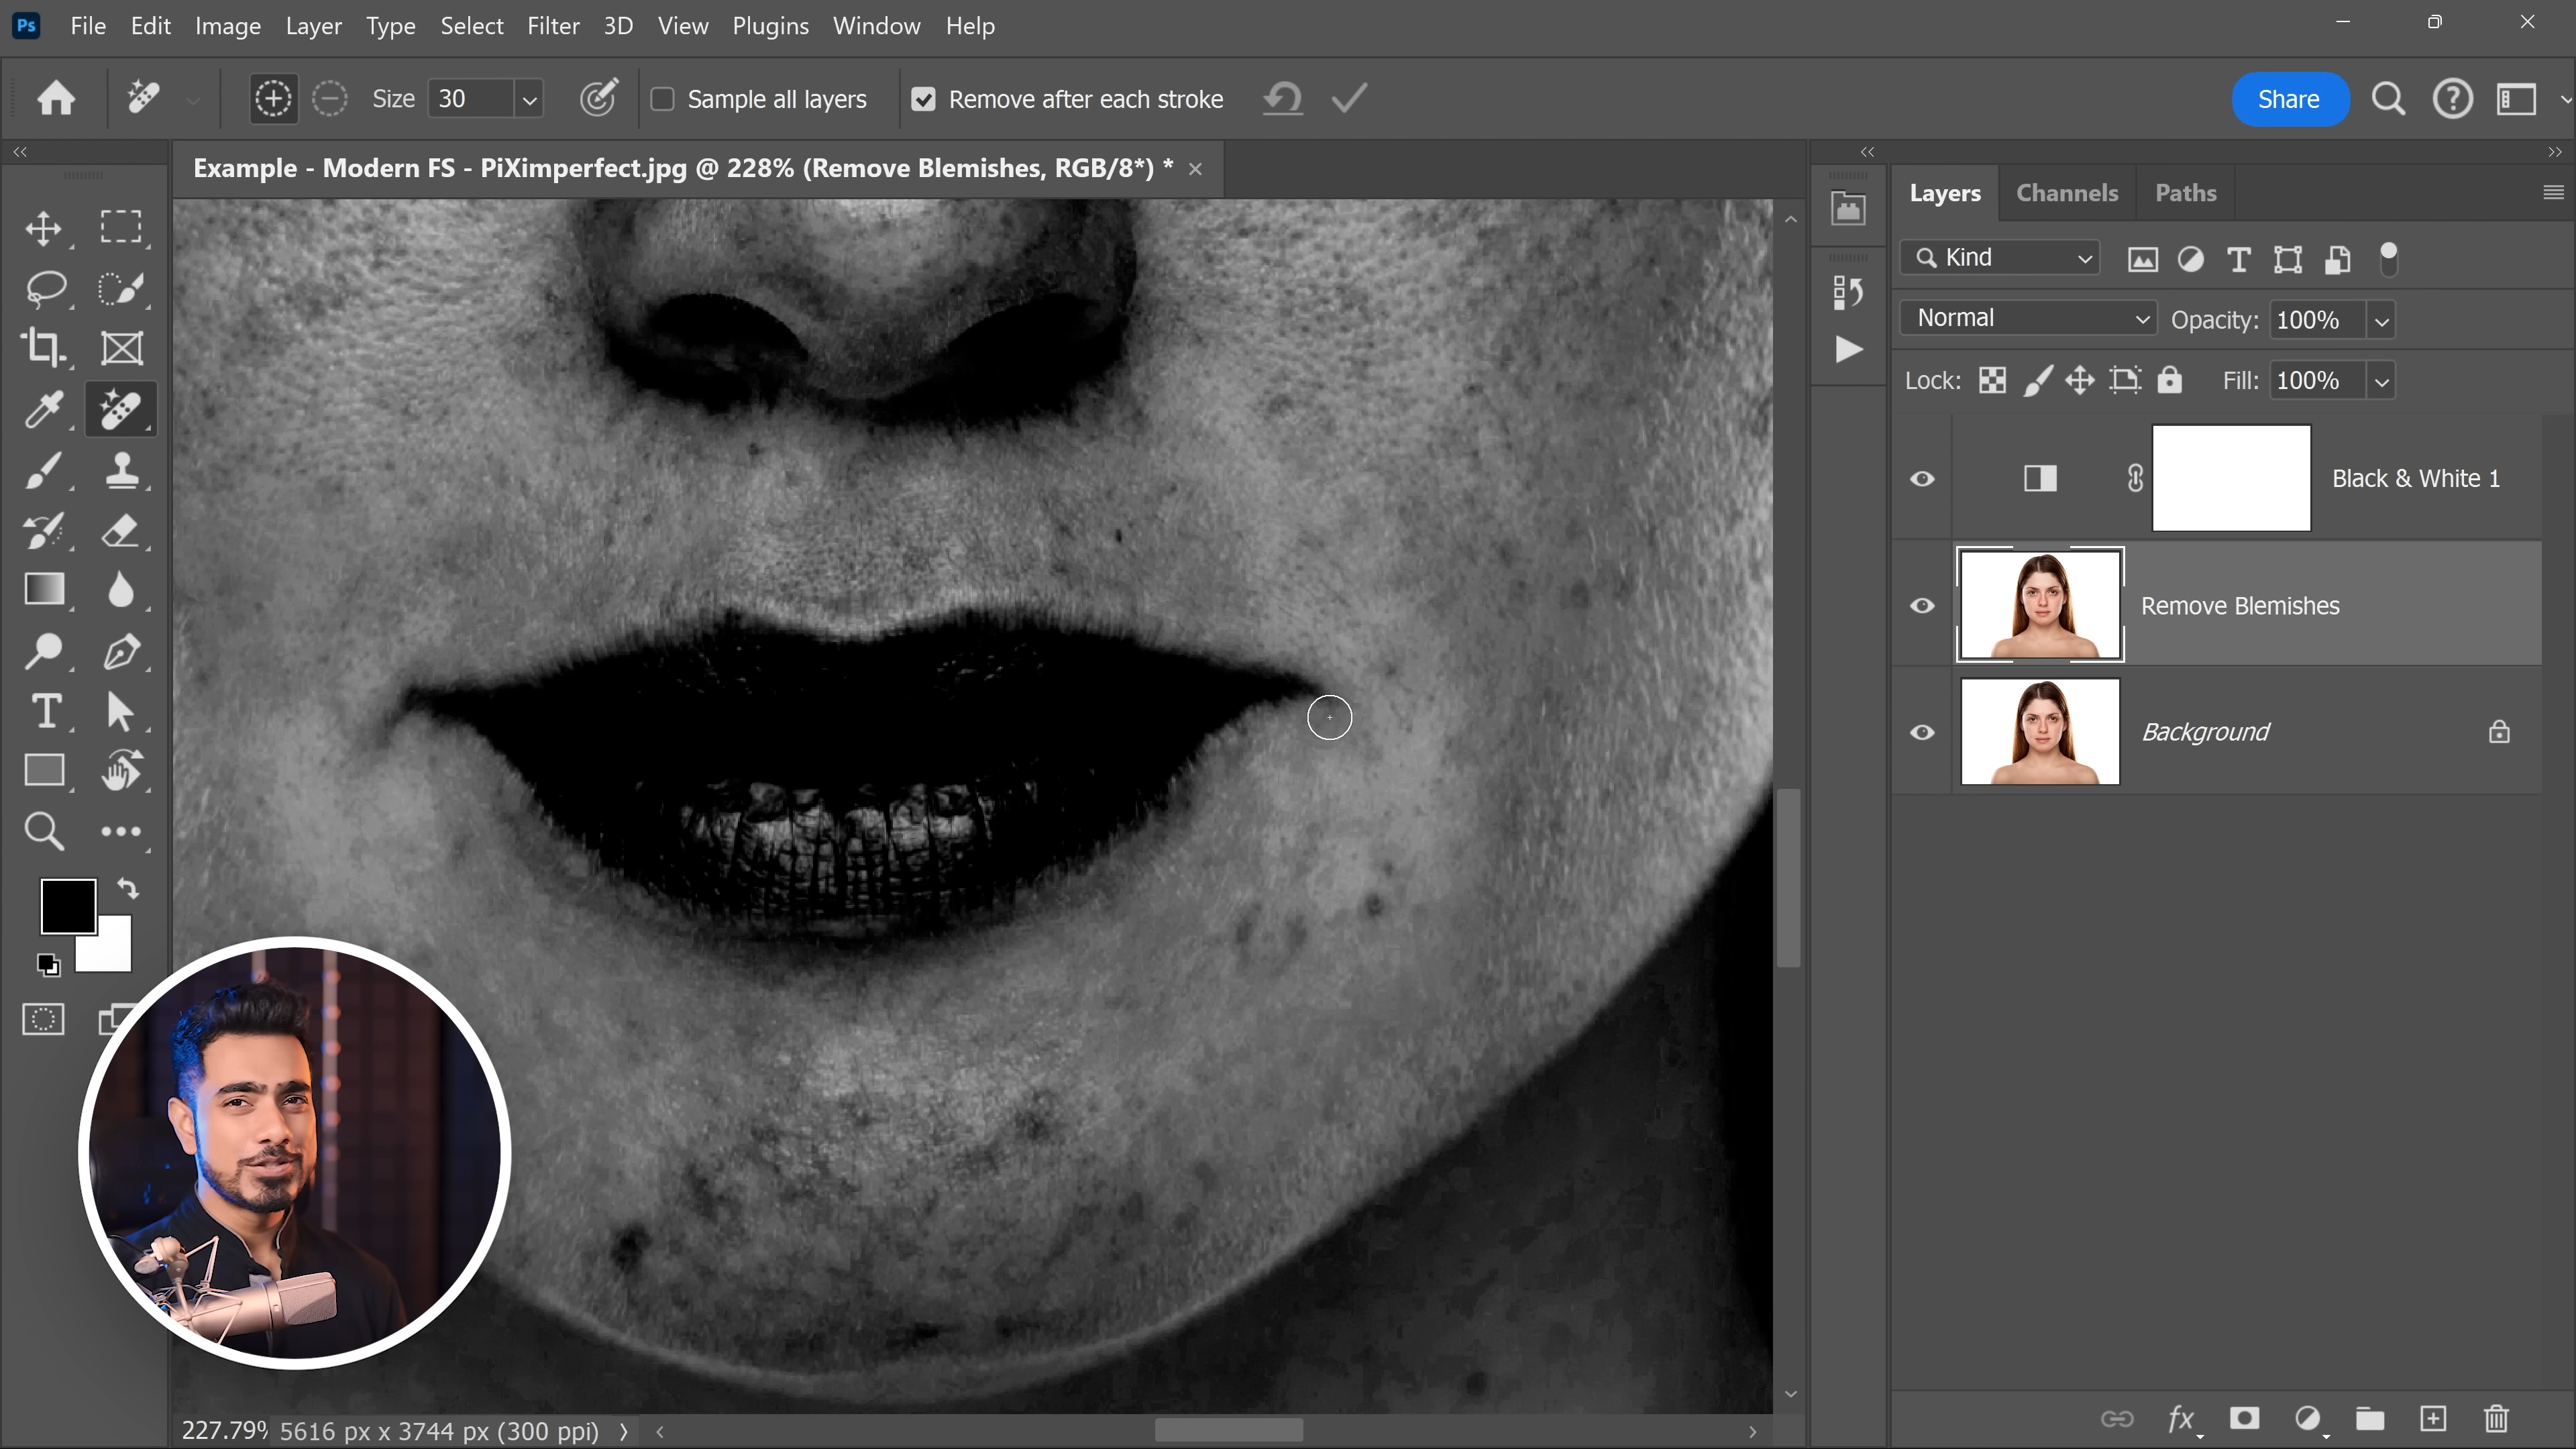 Ps File Edit Image Layer Type Select Filter 3D View Plugins Window Help
Size 30 Sample all layers Remove after each stroke Share
Example - Modern FS - PiXimperfect.jpg @ 228% (Remove Blemishes, RGB/8*) *
Layers Channels Paths
Kind
Normal Opacity: 100%
Lock: Fill: 100%
Black & White 1
Remove Blemishes
Background
227.79% 5616 px x 3744 px (300 ppi)
fx